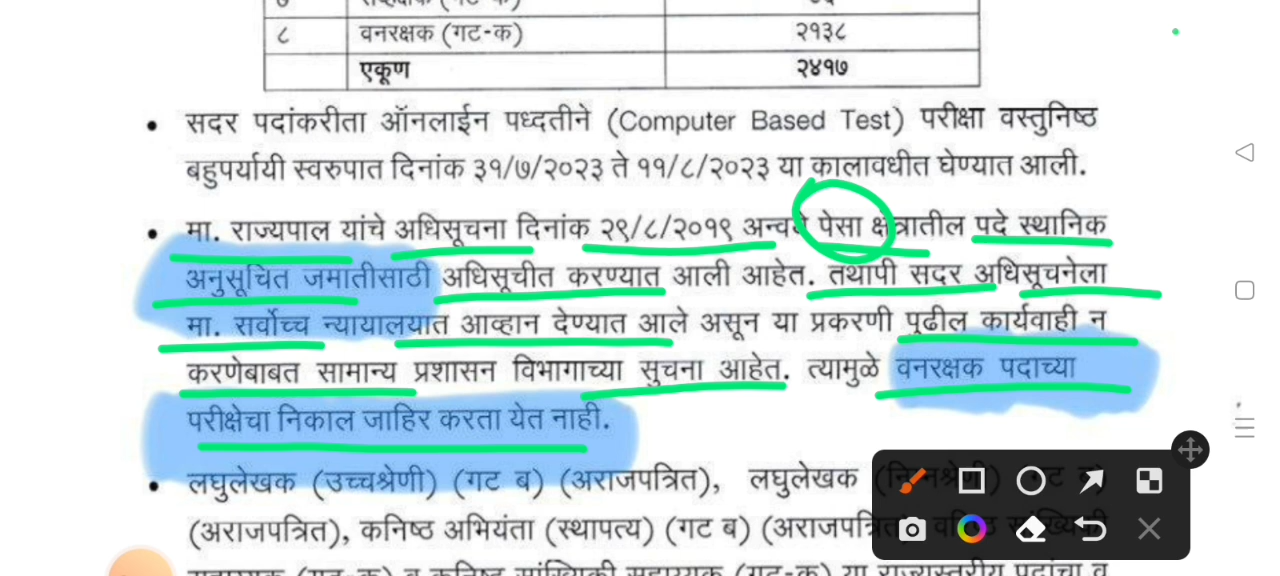 ८ वनरक्षक (गट-क) २१३८
एकूण २४१७
• सदर पदांकरीता ऑनलाईन पध्दतीने (Computer Based Test) परीक्षा वस्तुनिष्ठ
बहुपर्यायी स्वरुपात दिनांक ३१/७/२०२३ ते ११/८/२०२३ या कालावधीत घेण्यात आली.
• मा. राज्यपाल यांचे अधिसूचना दिनांक २९/८/२०१९ अन्वये पेसा क्षेत्रातील पदे स्थानिक
अनुसूचित जमातीसाठी अधिसूचीत करण्यात आली आहेत. तथापी सदर अधिसूचनेला
मा. सर्वोच्च न्यायालयात आव्हान देण्यात आले असून या प्रकरणी पुढील कार्यवाही न
करणेबाबत सामान्य प्रशासन विभागाच्या सुचना आहेत. त्यामुळे वनरक्षक पदाच्या
परीक्षेचा निकाल जाहिर करता येत नाही.
• लघुलेखक (उच्चश्रेणी) (गट ब) (अराजपत्रित), लघुलेखक (निम्नश्रेणी) (गट ब)
(अराजपत्रित), कनिष्ठ अभियंता (स्थापत्य) (गट ब) (अराजपत्रित), वरिष्ठ सांख्यिकी